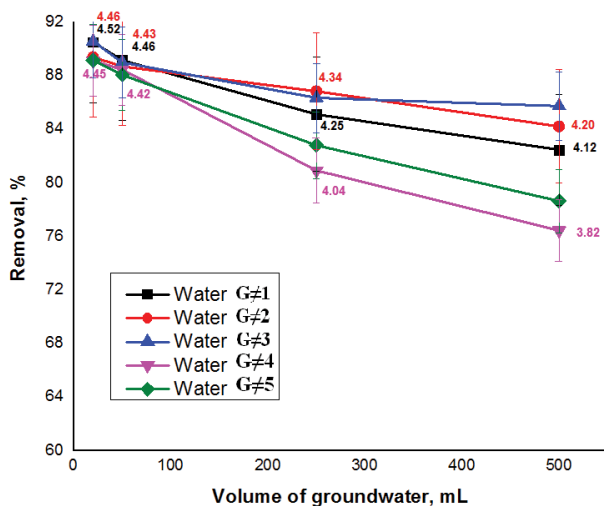 92
88
84
80
76
72
68
64
60
Removal, %
4.46
4.52
4.43
4.46
4.45
4.42
4.34
4.25
4.04
4.20
4.12
3.82
Water G≠1
Water G≠2
Water G≠3
Water G≠4
Water G≠5
0 100 200 300 400 500
Volume of groundwater, mL